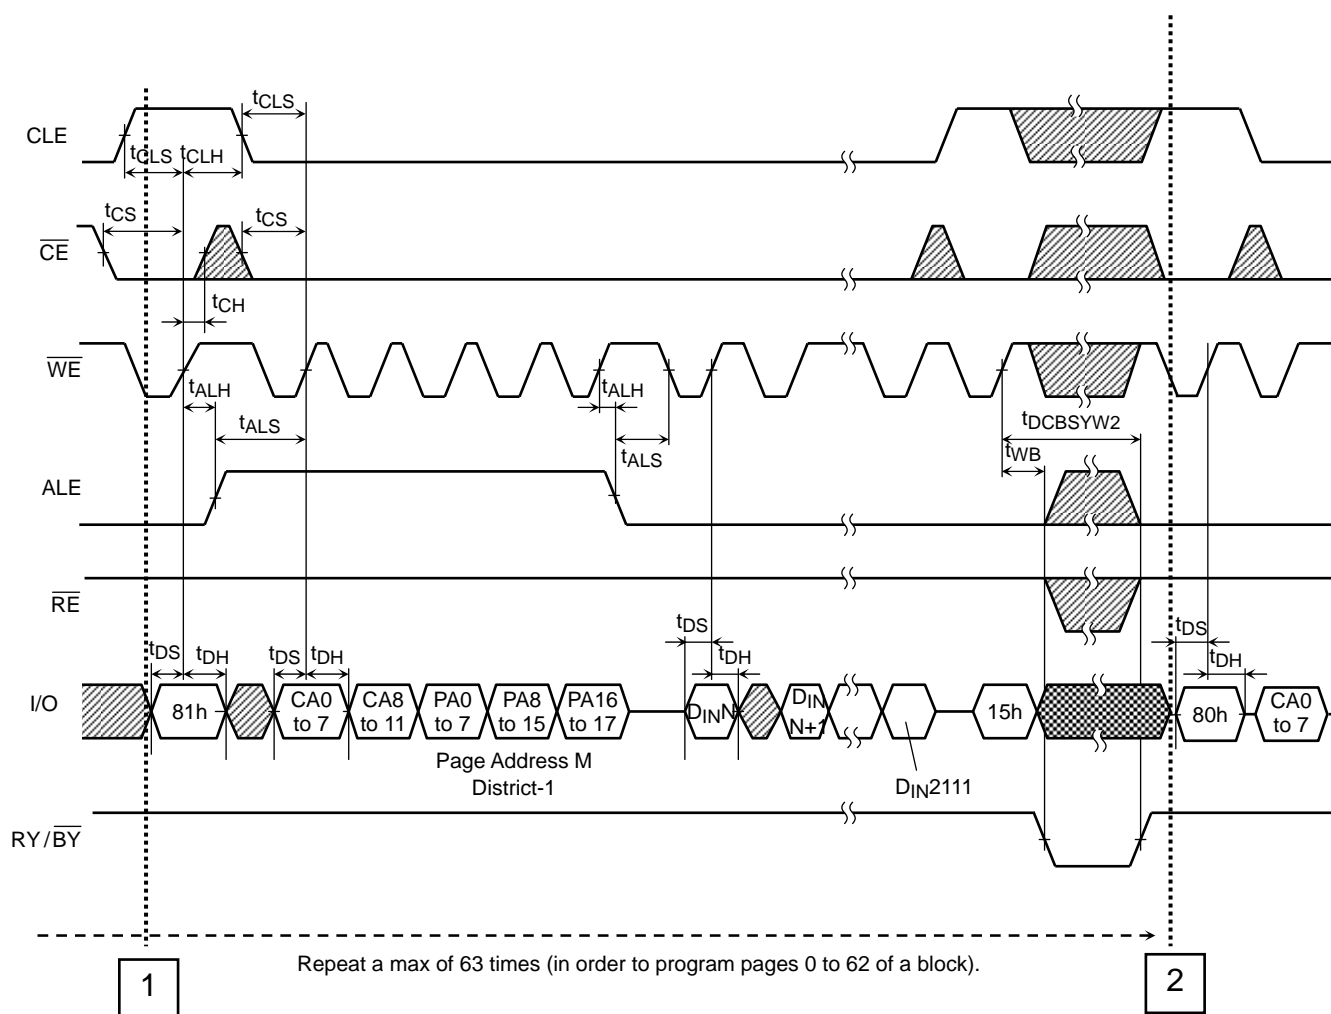 CLE
tCLS
tCLS
tCLH
CE
tCS
tCS
tCH
WE
tALH
tALS
tALH
tALS
tDCBSYW2
tWB
ALE
RE
I/O
tDS
tDH
tDS
tDH
tDS
tDH
tDS
tDH
81h
CA0 to 7
CA8 to 11
PA0 to 7
PA8 to 15
PA16 to 17
DINN
DIN N+1
15h
80h
CA0 to 7
Page Address M
District-1
DIN2111
RY/BY
Repeat a max of 63 times (in order to program pages 0 to 62 of a block).
1
2